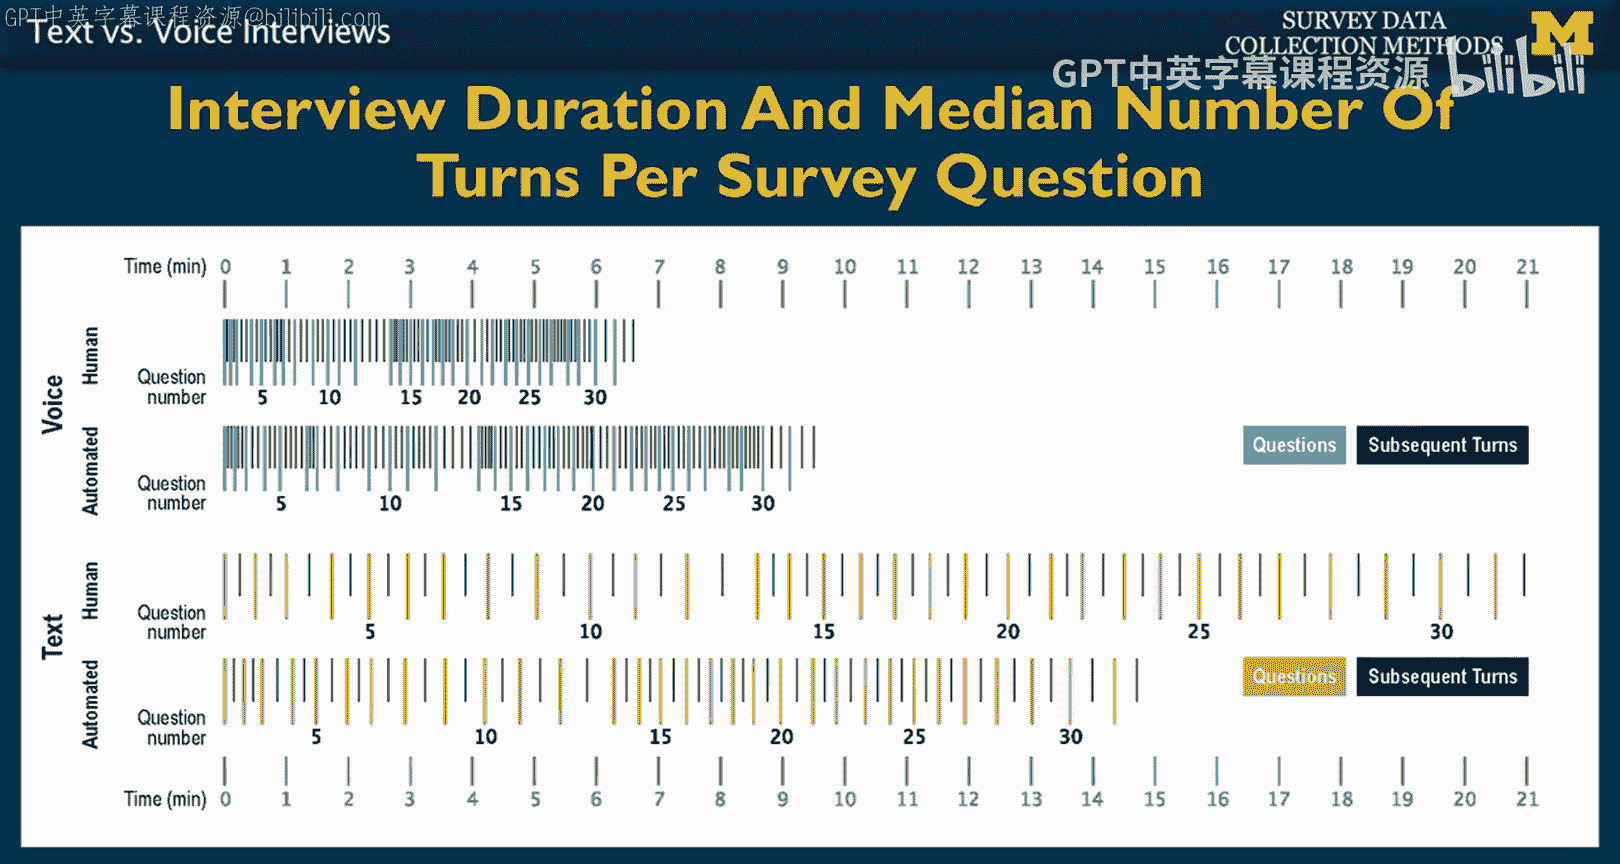 GPT中英字幕课程资源@bilibili.com
Text vs. Voice Interviews
SURVEY DATA
COLLECTION METHODS
M
GPT中英字幕课程资源 bilibili
Interview Duration And Median Number Of
Turns Per Survey Question
Time (min) 0 1 2 3 4 5 6 7 8 9 10 11 12 13 14 15 16 17 18 19 20 21
Voice
Human
Question
number
5 10 15 20 25 30
Automated
Question
number
5 10 15 20 25 30
Questions Subsequent Turns
Text
Human
Question
number
5 10 15 20 25 30
Automated
Question
number
5 10 15 20 25 30
Questions Subsequent Turns
Time (min) 0 1 2 3 4 5 6 7 8 9 10 11 12 13 14 15 16 17 18 19 20 21